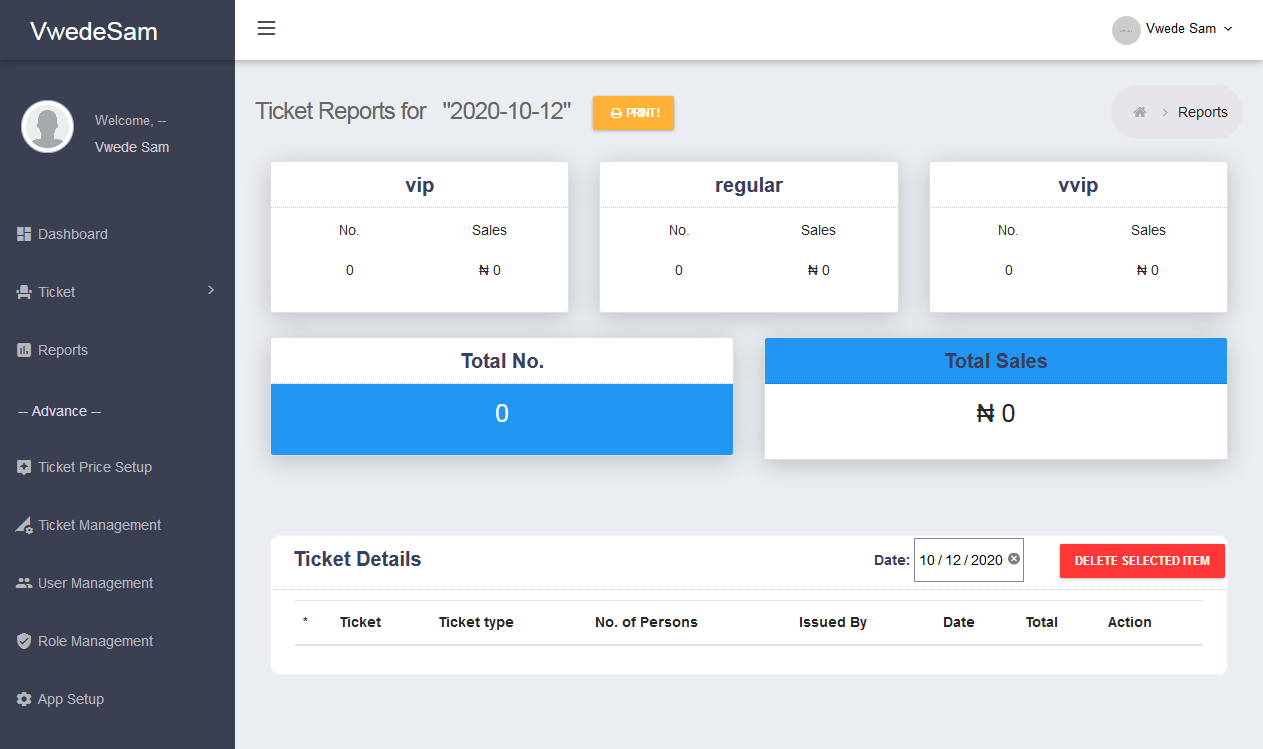 VwedeSam
Vwede Sam
Welcome, --
Vwede Sam
Dashboard
Ticket
Reports
-- Advance --
Ticket Price Setup
Ticket Management
User Management
Role Management
App Setup
Ticket Reports for "2020-10-12"
PRINT!
Reports
vip
No. Sales
0 ₦ 0
regular
No. Sales
0 ₦ 0
vvip
No. Sales
0 ₦ 0
Total No.
0
Total Sales
₦ 0
Ticket Details
Date: 10 / 12 / 2020
DELETE SELECTED ITEM
* Ticket Ticket type No. of Persons Issued By Date Total Action